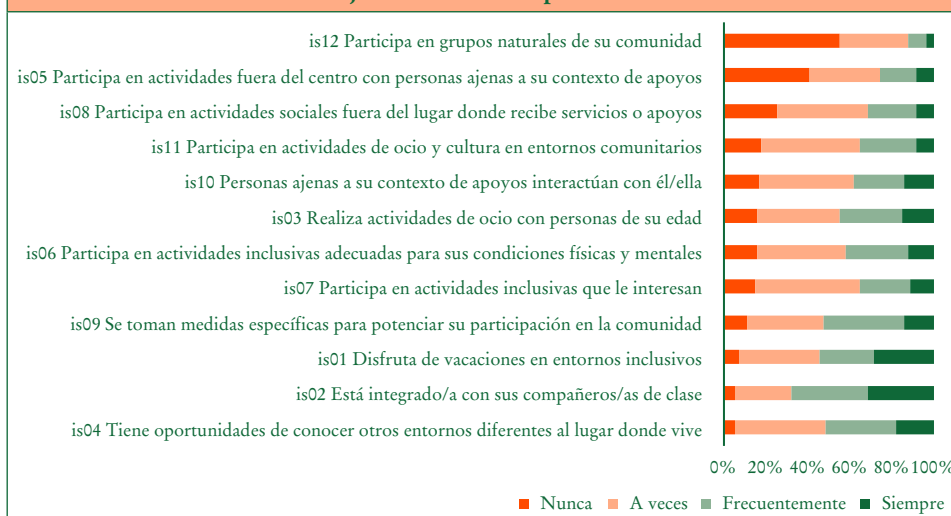 is12 Participa en grupos naturales de su comunidad
is05 Participa en actividades fuera del centro con personas ajenas a su contexto de apoyos
is08 Participa en actividades sociales fuera del lugar donde recibe servicios o apoyos
is11 Participa en actividades de ocio y cultura en entornos comunitarios
is10 Personas ajenas a su contexto de apoyos interactúan con él/ella
is03 Realiza actividades de ocio con personas de su edad
is06 Participa en actividades inclusivas adecuadas para sus condiciones físicas y mentales
is07 Participa en actividades inclusivas que le interesan
is09 Se toman medidas específicas para potenciar su participación en la comunidad
is01 Disfruta de vacaciones en entornos inclusivos
is02 Está integrado/a con sus compañeros/as de clase
is04 Tiene oportunidades de conocer otros entornos diferentes al lugar donde vive
0% 20% 40% 60% 80% 100%
Nunca A veces Frecuentemente Siempre